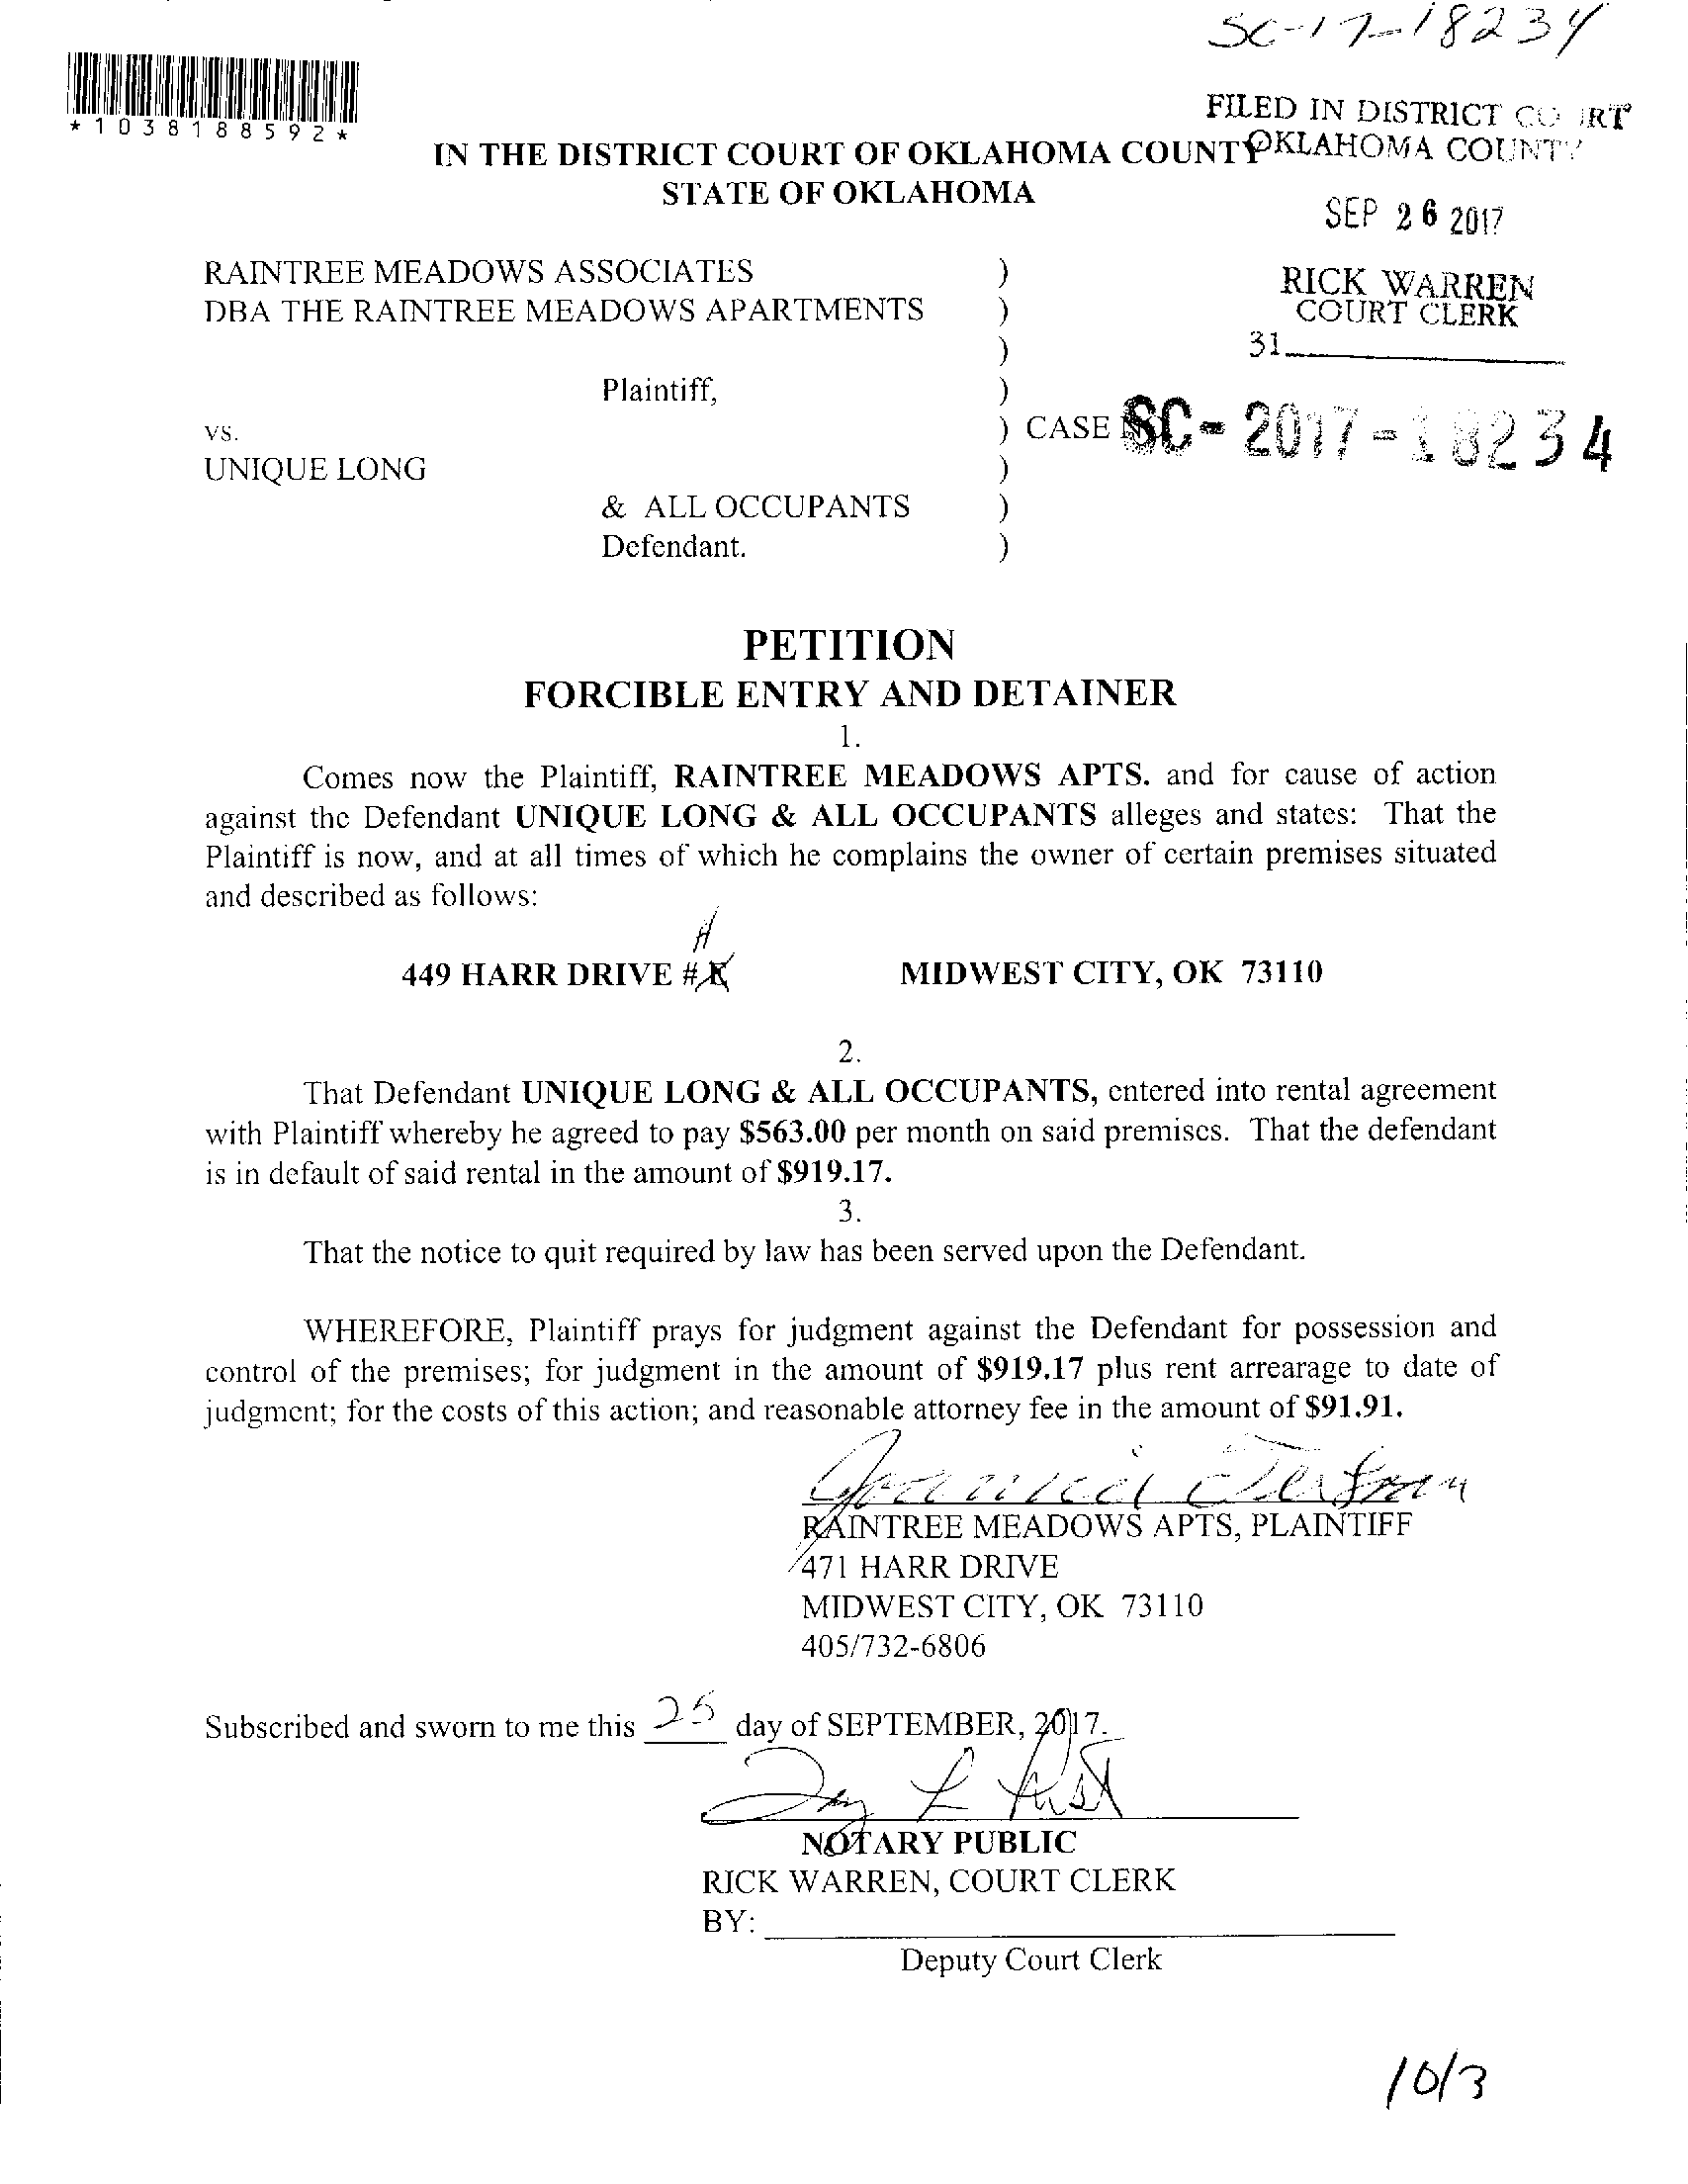 SC-17-18234
*1038188592*
FILED IN DISTRICT COURT
OKLAHOMA COUNTY
IN THE DISTRICT COURT OF OKLAHOMA COUNTY
STATE OF OKLAHOMA
SEP 26 2017
RAINTREE MEADOWS ASSOCIATES )
DBA THE RAINTREE MEADOWS APARTMENTS )
)
RICK WARREN
COURT CLERK
31
Plaintiff, )
vs. ) CASE SC-2017-18234
UNIQUE LONG )
& ALL OCCUPANTS )
Defendant. )
PETITION
FORCIBLE ENTRY AND DETAINER
1.
Comes now the Plaintiff, RAINTREE MEADOWS APTS. and for cause of action
against the Defendant UNIQUE LONG & ALL OCCUPANTS alleges and states: That the
Plaintiff is now, and at all times of which he complains the owner of certain premises situated
and described as follows:
H
449 HARR DRIVE # MIDWEST CITY, OK 73110
2.
That Defendant UNIQUE LONG & ALL OCCUPANTS, entered into rental agreement
with Plaintiff whereby he agreed to pay $563.00 per month on said premises. That the defendant
is in default of said rental in the amount of $919.17.
3.
That the notice to quit required by law has been served upon the Defendant.
WHEREFORE, Plaintiff prays for judgment against the Defendant for possession and
control of the premises; for judgment in the amount of $919.17 plus rent arrearage to date of
judgment; for the costs of this action; and reasonable attorney fee in the amount of $91.91.
RAINTREE MEADOWS APTS, PLAINTIFF
471 HARR DRIVE
MIDWEST CITY, OK 73110
405/732-6806
Subscribed and sworn to me this 25 day of SEPTEMBER, 2017.
NOTARY PUBLIC
RICK WARREN, COURT CLERK
BY:
Deputy Court Clerk
10/3